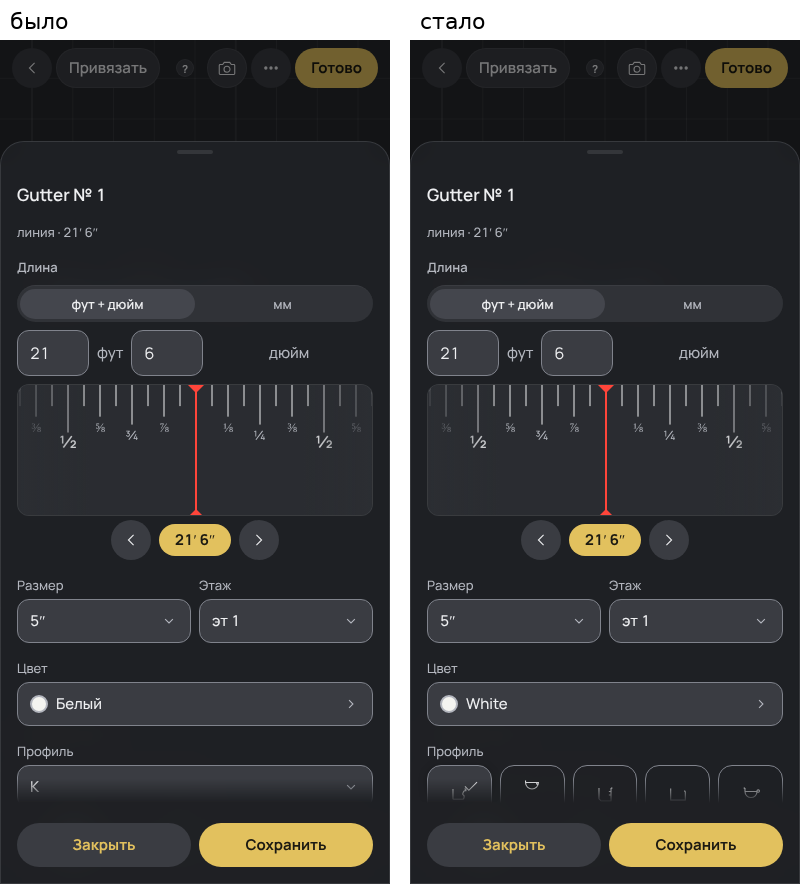 было
стало
Привязать ? ••• Готово
Gutter № 1
линия · 21′ 6″
Длина
фут + дюйм мм
21 фут 6 дюйм
⅜ ½ ⅝ ¾ ⅞ ⅛ ¼ ⅜ ½ ⅝
21′ 6″
Размер Этаж
5″ эт 1
Цвет
Белый
Профиль
K
Закрыть Сохранить
Привязать ? ••• Готово
Gutter № 1
линия · 21′ 6″
Длина
фут + дюйм мм
21 фут 6 дюйм
⅜ ½ ⅝ ¾ ⅞ ⅛ ¼ ⅜ ½ ⅝
21′ 6″
Размер Этаж
5″ эт 1
Цвет
White
Профиль
Закрыть Сохранить